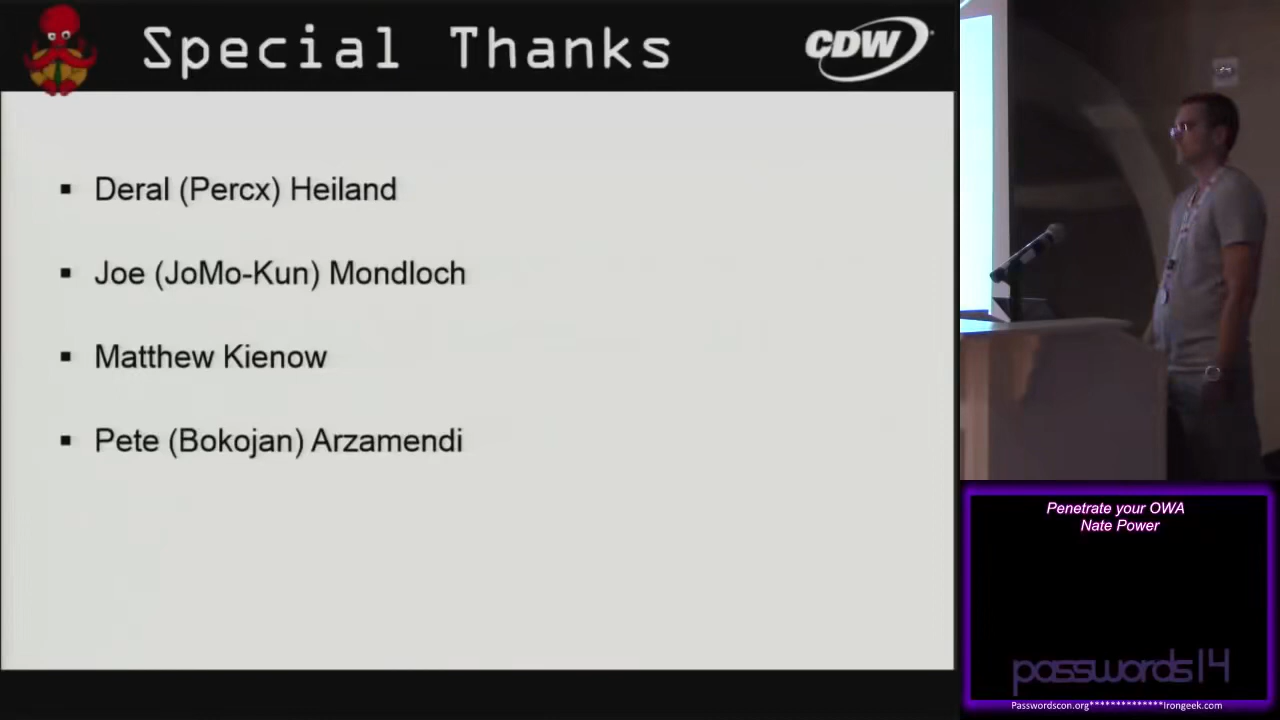 Special Thanks
CDW
Deral (Percx) Heiland
Joe (JoMo-Kun) Mondloch
Matthew Kienow
Pete (Bokojan) Arzamendi
Penetrate your OWA
Nate Power
passwords14
Passwordscon.org**************Irongeek.com